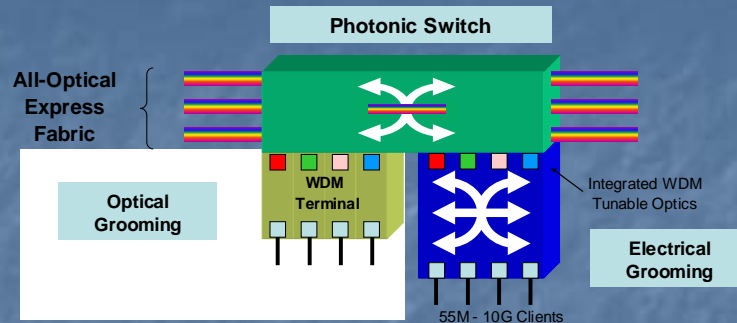 Photonic Switch
All-Optical
Express
Fabric
Optical
Grooming
WDM
Terminal
Integrated WDM
Tunable Optics
Electrical
Grooming
55M - 10G Clients